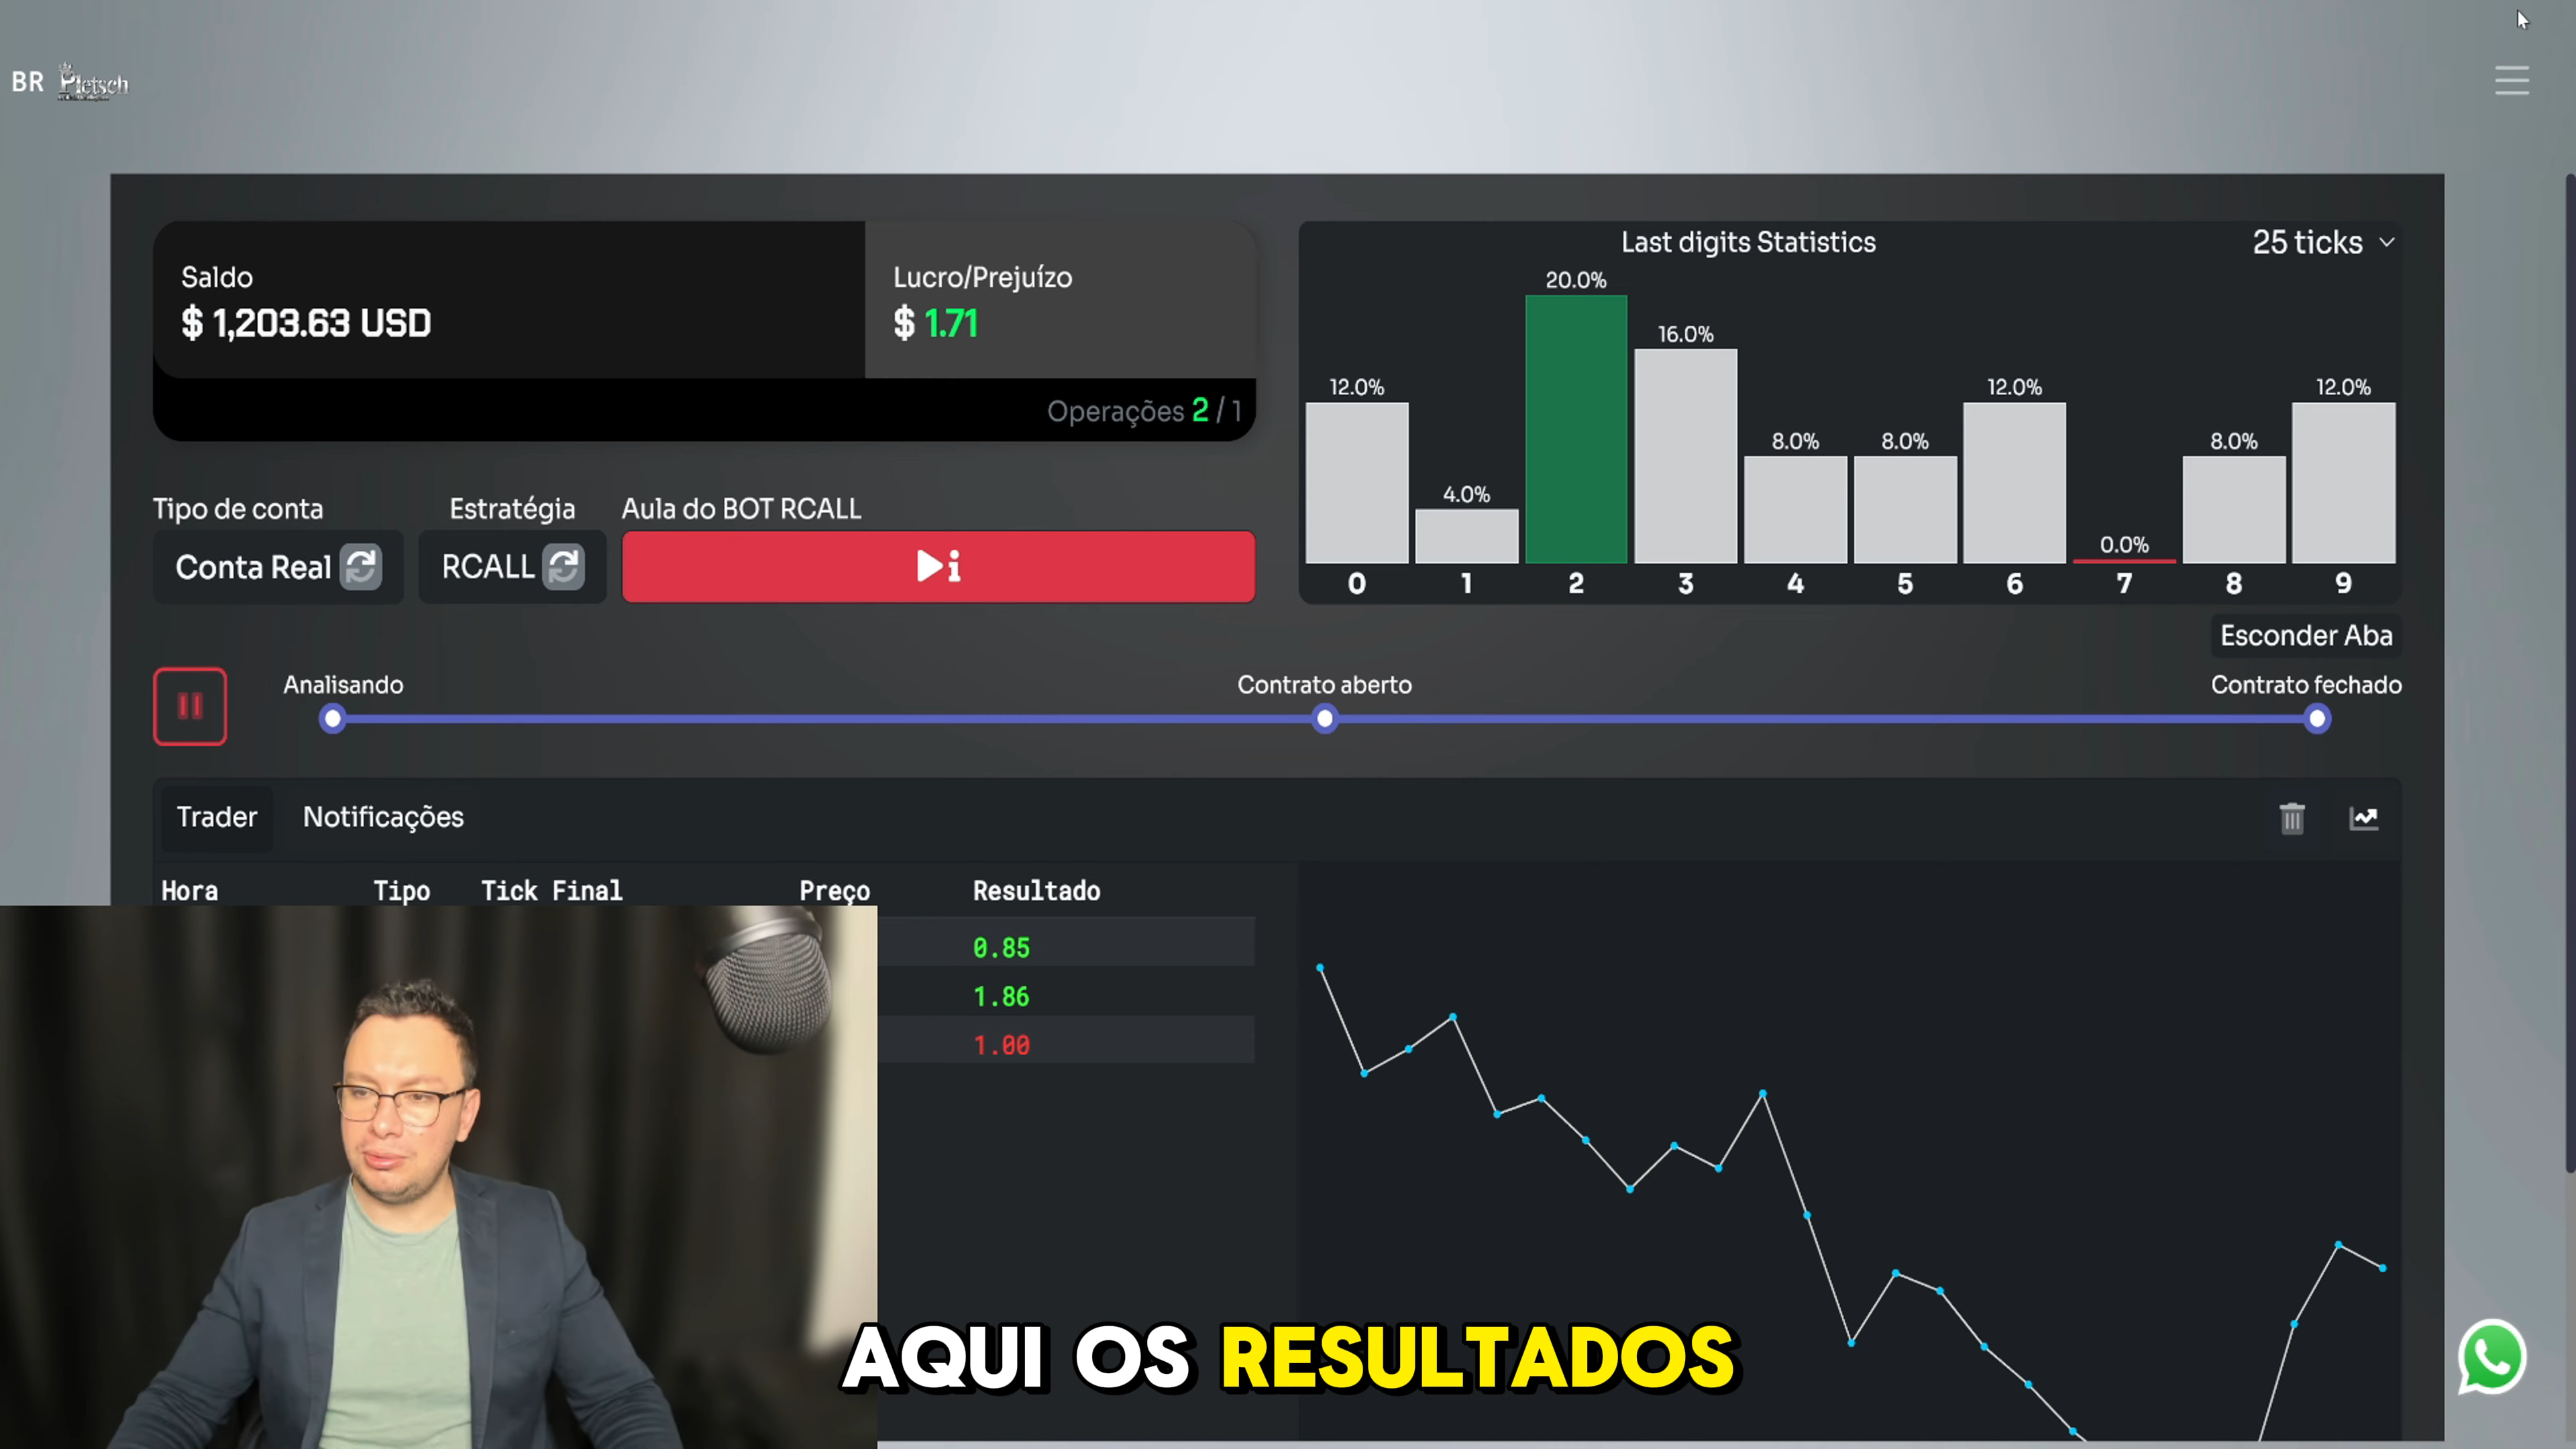 BR Pletsch
Saldo
$ 1,203.63 USD
Lucro/Prejuízo
$ 1.71
Operações 2 / 1
Last digits Statistics
25 ticks
12.0%
4.0%
20.0%
16.0%
8.0%
8.0%
12.0%
0.0%
8.0%
12.0%
0 1 2 3 4 5 6 7 8 9
Esconder Aba
Tipo de conta
Conta Real
Estratégia
RCALL
Aula do BOT RCALL
Analisando
Contrato aberto
Contrato fechado
Trader Notificações
Hora Tipo Tick Final Preço Resultado
0.85
1.86
1.00
AQUI OS RESULTADOS